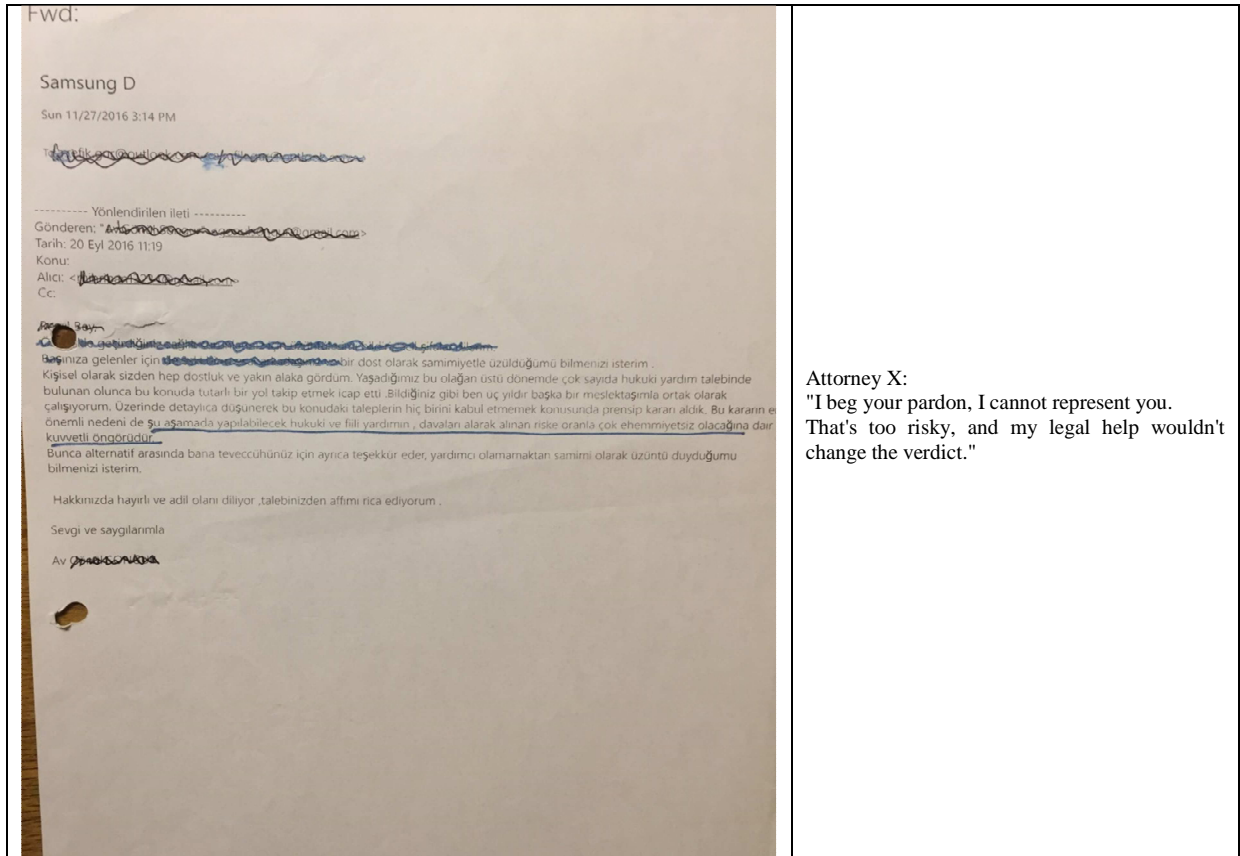 Fwd:
Samsung D
Sun 11/27/2016 3:14 PM
---------- Yönlendirilen ileti ----------
Gönderen: "
Tarih: 20 Eyl 2016 11:19
Konu:
Alıcı: <
Cc:
Başınıza gelenler için bir dost olarak samimiyetle üzüldüğümü bilmenizi isterim .
Kişisel olarak sizden hep dostluk ve yakın alaka gördüm. Yaşadığımız bu olağan üstü dönemde çok sayıda hukuki yardım talebinde
bulunan olunca bu konuda tutarlı bir yol takip etmek icap etti .Bildiğiniz gibi ben üç yıldır başka bir meslektaşımla ortak olarak
çalışıyorum. Üzerinde detaylıca düşünerek bu konudaki taleplerin hiç birini kabul etmemek konusunda prensip kararı aldık. Bu kararın e
önemli nedeni de şu aşamada yapılabilecek hukuki ve fiili yardımın , davaları alarak alınan riske oranla çok ehemmiyetsiz olacağına dair
kuvvetli öngörüdür.
Bunca alternatif arasında bana teveccühünüz için ayrıca teşekkür eder, yardımcı olamamaktan samimi olarak üzüntü duyduğumu
bilmenizi isterim.
Hakkınızda hayırlı ve adil olanı diliyor ,talebinizden affımı rica ediyorum .
Sevgi ve saygılarımla
Av
Attorney X:
"I beg your pardon, I cannot represent you.
That's too risky, and my legal help wouldn't
change the verdict."